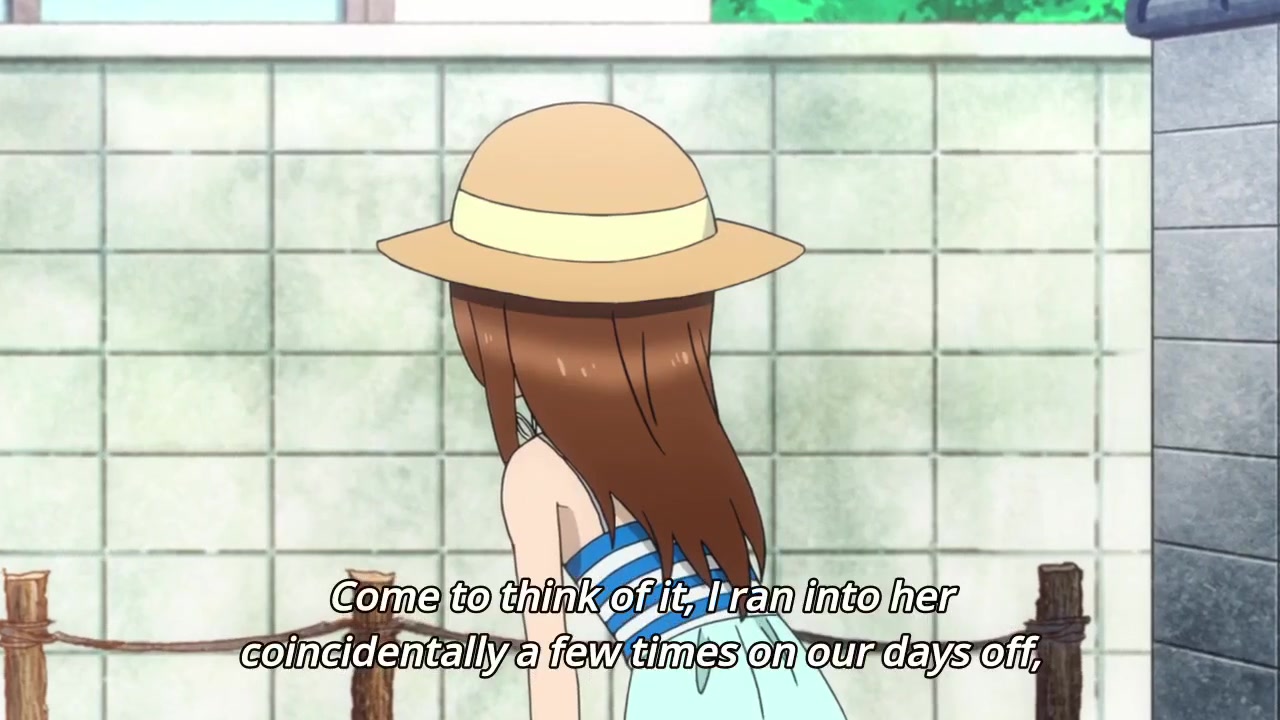 Come to think of it, I ran into her
coincidentally a few times on our days off,